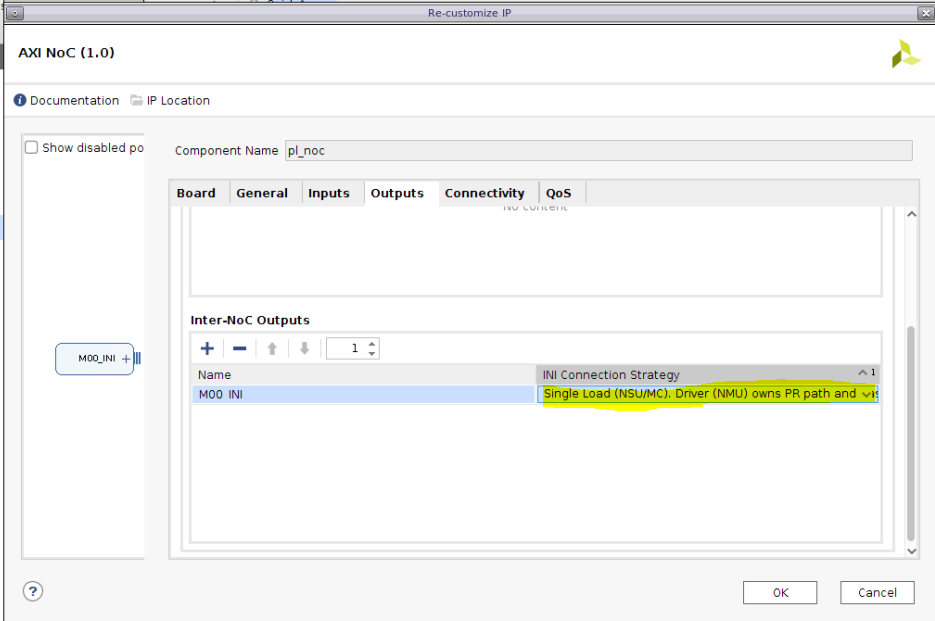 Re-customize IP
AXI NoC (1.0)
Documentation IP Location
Show disabled po
Component Name pl_noc
Board General Inputs Outputs Connectivity QoS
No content
Inter-NoC Outputs
1
Name INI Connection Strategy 1
M00_INI Single Load (NSU/MC). Driver (NMU) owns PR path and
M00_INI
? OK Cancel